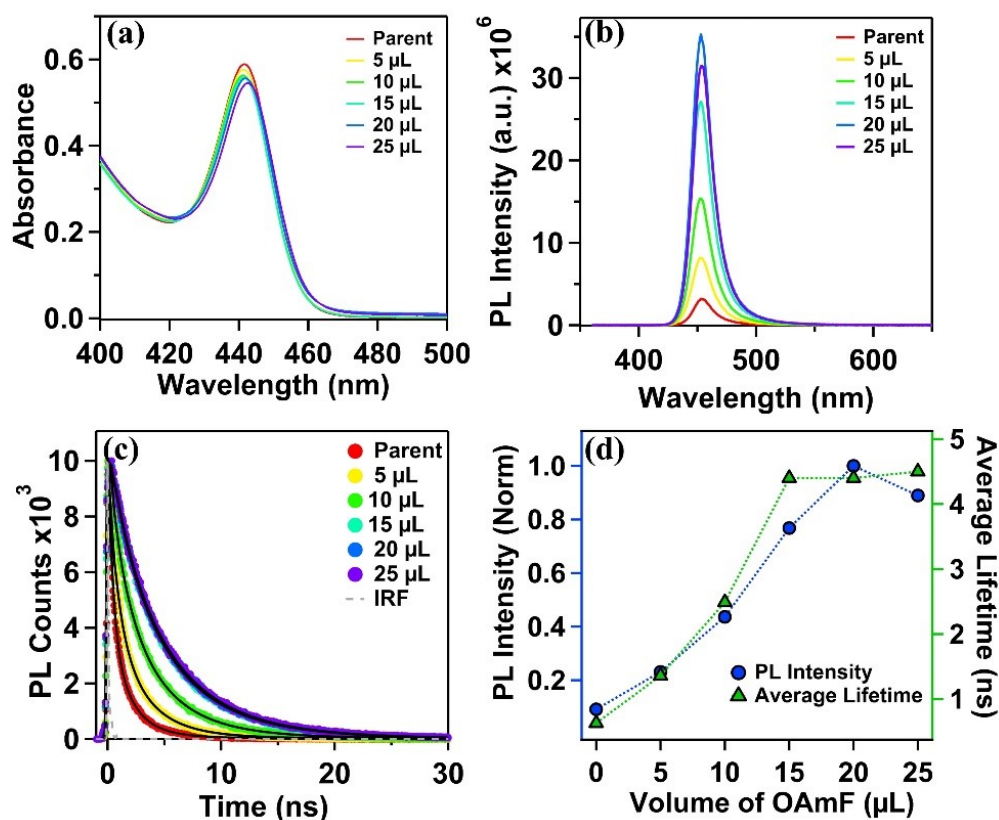 (a)
Parent
5 µL
10 µL
15 µL
20 µL
25 µL
0.6
0.4
0.2
0.0
Absorbance
400 420 440 460 480 500
Wavelength (nm)
(b)
Parent
5 µL
10 µL
15 µL
20 µL
25 µL
30
20
10
0
PL Intensity (a.u.) x10⁶
400 500 600
Wavelength (nm)
(c)
Parent
5 µL
10 µL
15 µL
20 µL
25 µL
IRF
10
8
6
4
2
0
PL Counts x10³
0 10 20 30
Time (ns)
(d)
1.0
0.8
0.6
0.4
0.2
PL Intensity (Norm)
PL Intensity
Average Lifetime
5
4
3
2
1
Average Lifetime (ns)
0 5 10 15 20 25
Volume of OAmF (µL)